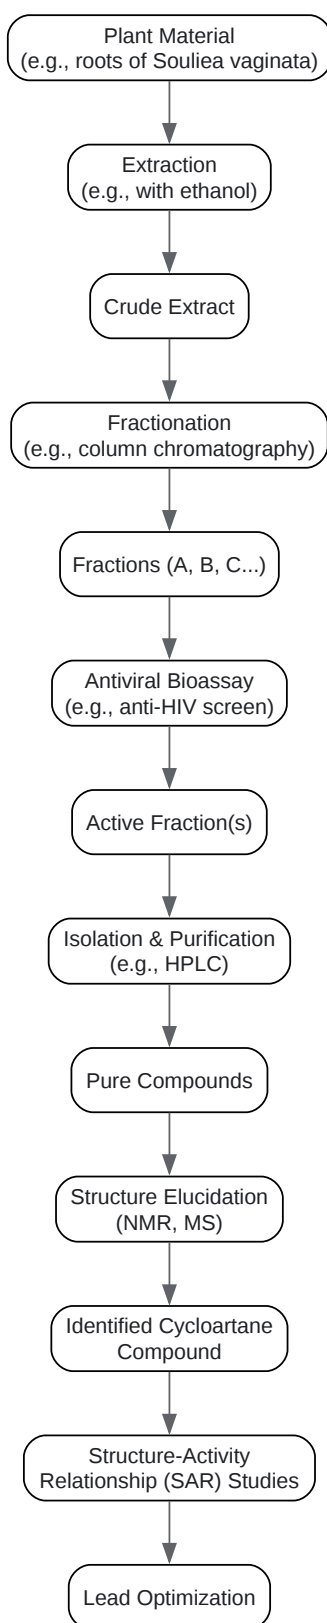 Plant Material
(e.g., roots of Souliea vaginata)
Extraction
(e.g., with ethanol)
Crude Extract
Fractionation
(e.g., column chromatography)
Fractions (A, B, C...)
Antiviral Bioassay
(e.g., anti-HIV screen)
Active Fraction(s)
Isolation & Purification
(e.g., HPLC)
Pure Compounds
Structure Elucidation
(NMR, MS)
Identified Cycloartane
Compound
Structure-Activity
Relationship (SAR) Studies
Lead Optimization